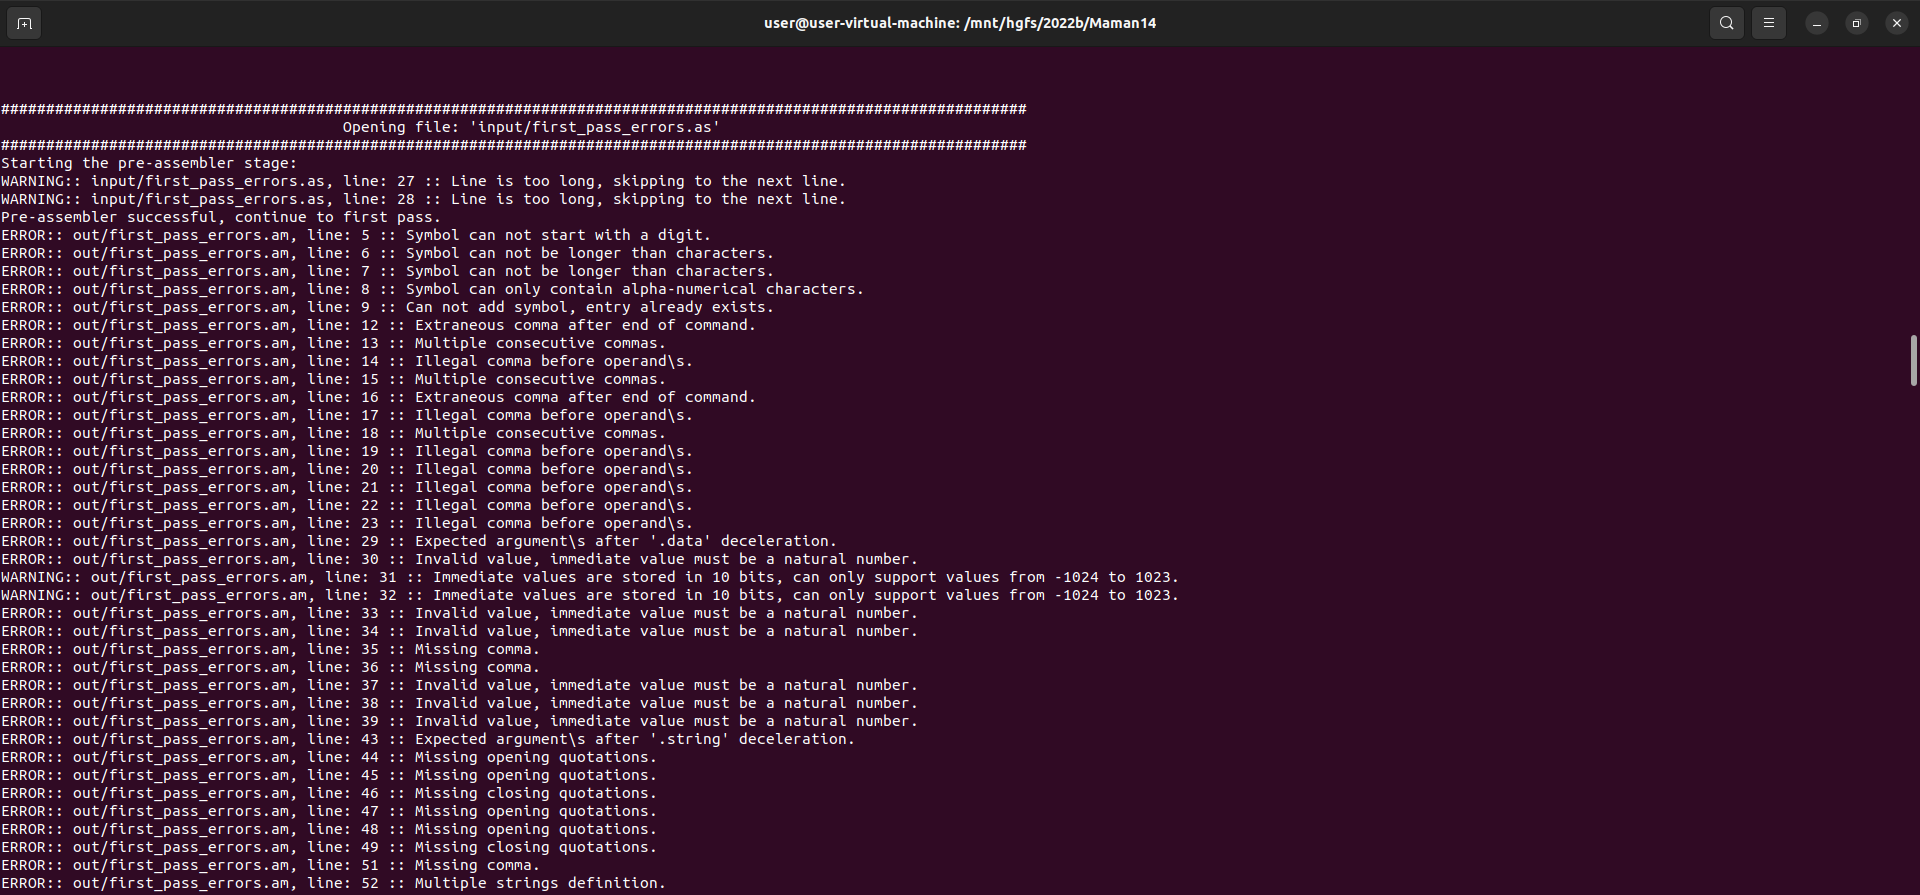 user@user-virtual-machine: /mnt/hgfs/2022b/Maman14
##################################################################################################################
Opening file: 'input/first_pass_errors.as'
##################################################################################################################
Starting the pre-assembler stage:
WARNING:: input/first_pass_errors.as, line: 27 :: Line is too long, skipping to the next line.
WARNING:: input/first_pass_errors.as, line: 28 :: Line is too long, skipping to the next line.
Pre-assembler successful, continue to first pass.
ERROR:: out/first_pass_errors.am, line: 5 :: Symbol can not start with a digit.
ERROR:: out/first_pass_errors.am, line: 6 :: Symbol can not be longer than characters.
ERROR:: out/first_pass_errors.am, line: 7 :: Symbol can not be longer than characters.
ERROR:: out/first_pass_errors.am, line: 8 :: Symbol can only contain alpha-numerical characters.
ERROR:: out/first_pass_errors.am, line: 9 :: Can not add symbol, entry already exists.
ERROR:: out/first_pass_errors.am, line: 12 :: Extraneous comma after end of command.
ERROR:: out/first_pass_errors.am, line: 13 :: Multiple consecutive commas.
ERROR:: out/first_pass_errors.am, line: 14 :: Illegal comma before operand\s.
ERROR:: out/first_pass_errors.am, line: 15 :: Multiple consecutive commas.
ERROR:: out/first_pass_errors.am, line: 16 :: Extraneous comma after end of command.
ERROR:: out/first_pass_errors.am, line: 17 :: Illegal comma before operand\s.
ERROR:: out/first_pass_errors.am, line: 18 :: Multiple consecutive commas.
ERROR:: out/first_pass_errors.am, line: 19 :: Illegal comma before operand\s.
ERROR:: out/first_pass_errors.am, line: 20 :: Illegal comma before operand\s.
ERROR:: out/first_pass_errors.am, line: 21 :: Illegal comma before operand\s.
ERROR:: out/first_pass_errors.am, line: 22 :: Illegal comma before operand\s.
ERROR:: out/first_pass_errors.am, line: 23 :: Illegal comma before operand\s.
ERROR:: out/first_pass_errors.am, line: 29 :: Expected argument\s after '.data' deceleration.
ERROR:: out/first_pass_errors.am, line: 30 :: Invalid value, immediate value must be a natural number.
WARNING:: out/first_pass_errors.am, line: 31 :: Immediate values are stored in 10 bits, can only support values from -1024 to 1023.
WARNING:: out/first_pass_errors.am, line: 32 :: Immediate values are stored in 10 bits, can only support values from -1024 to 1023.
ERROR:: out/first_pass_errors.am, line: 33 :: Invalid value, immediate value must be a natural number.
ERROR:: out/first_pass_errors.am, line: 34 :: Invalid value, immediate value must be a natural number.
ERROR:: out/first_pass_errors.am, line: 35 :: Missing comma.
ERROR:: out/first_pass_errors.am, line: 36 :: Missing comma.
ERROR:: out/first_pass_errors.am, line: 37 :: Invalid value, immediate value must be a natural number.
ERROR:: out/first_pass_errors.am, line: 38 :: Invalid value, immediate value must be a natural number.
ERROR:: out/first_pass_errors.am, line: 39 :: Invalid value, immediate value must be a natural number.
ERROR:: out/first_pass_errors.am, line: 43 :: Expected argument\s after '.string' deceleration.
ERROR:: out/first_pass_errors.am, line: 44 :: Missing opening quotations.
ERROR:: out/first_pass_errors.am, line: 45 :: Missing opening quotations.
ERROR:: out/first_pass_errors.am, line: 46 :: Missing closing quotations.
ERROR:: out/first_pass_errors.am, line: 47 :: Missing opening quotations.
ERROR:: out/first_pass_errors.am, line: 48 :: Missing opening quotations.
ERROR:: out/first_pass_errors.am, line: 49 :: Missing closing quotations.
ERROR:: out/first_pass_errors.am, line: 51 :: Missing comma.
ERROR:: out/first_pass_errors.am, line: 52 :: Multiple strings definition.